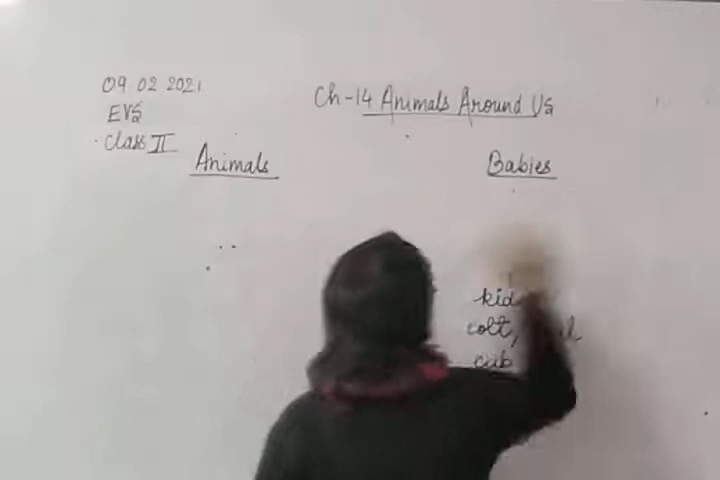 09 02 2021
EVS
Class II
Ch-14 Animals Around Us
Animals
Babies
kid
colt,
cub